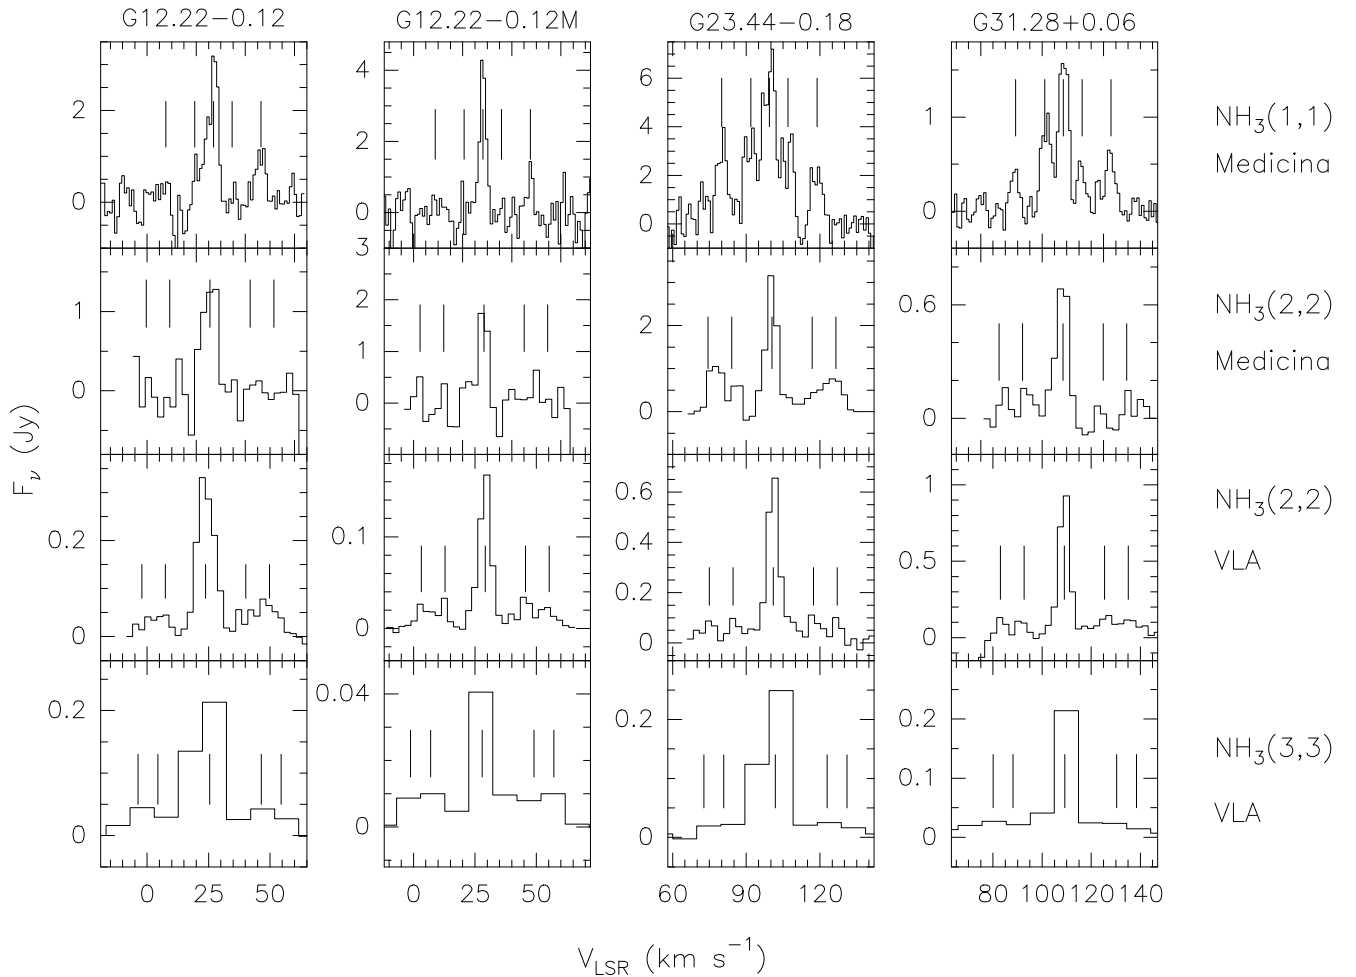 G12.22−0.12 G12.22−0.12M G23.44−0.18 G31.28+0.06
2 0 4 2 0 6 4 2 0 1 0 NH₃(1,1)
Medicina
1 0 3 2 1 0 2 0 0.6 0 NH₃(2,2)
Medicina
F_ν (Jy)
0.2 0 0.1 0 0.6 0.4 0.2 0 1 0.5 0 NH₃(2,2)
VLA
0.2 0 0.04 0 0.2 0 0.2 0.1 0 NH₃(3,3)
VLA
0 25 50 0 25 50 60 90 120 80 100 120 140
V_LSR (km s⁻¹)